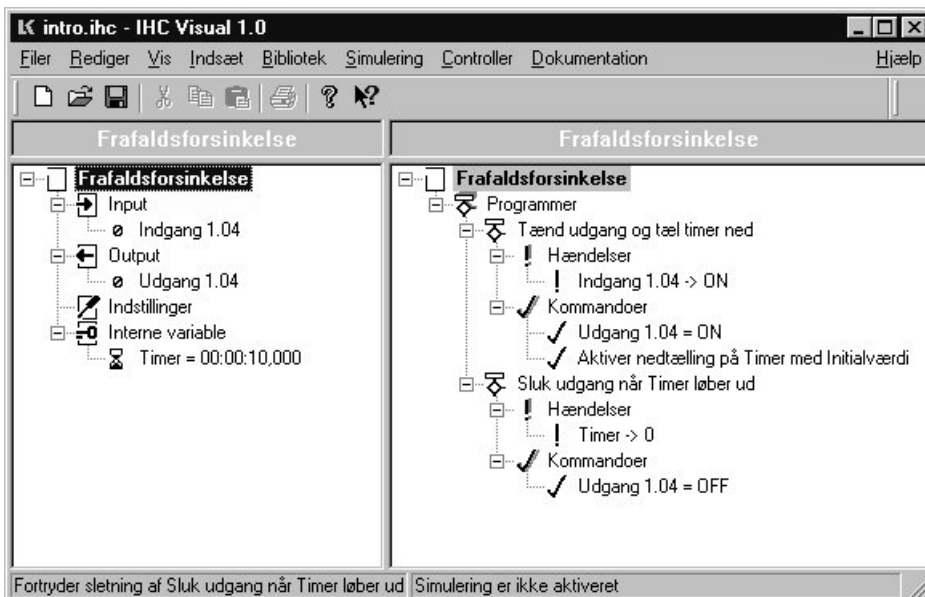 intro.ihc - IHC Visual 1.0
Filer Rediger Vis Indsæt Bibliotek Simulering Controller Dokumentation Hjælp
Frafaldsforsinkelse
Frafaldsforsinkelse
Input
Indgang 1.04
Output
Udgang 1.04
Indstillinger
Interne variable
Timer = 00:00:10,000
Frafaldsforsinkelse
Frafaldsforsinkelse
Programmer
Tænd udgang og tæl timer ned
Hændelser
Indgang 1.04 -> ON
Kommandoer
Udgang 1.04 = ON
Aktiver nedtælling på Timer med Initialværdi
Sluk udgang når Timer løber ud
Hændelser
Timer -> 0
Kommandoer
Udgang 1.04 = OFF
Fortryder sletning af Sluk udgang når Timer løber ud
Simulering er ikke aktiveret